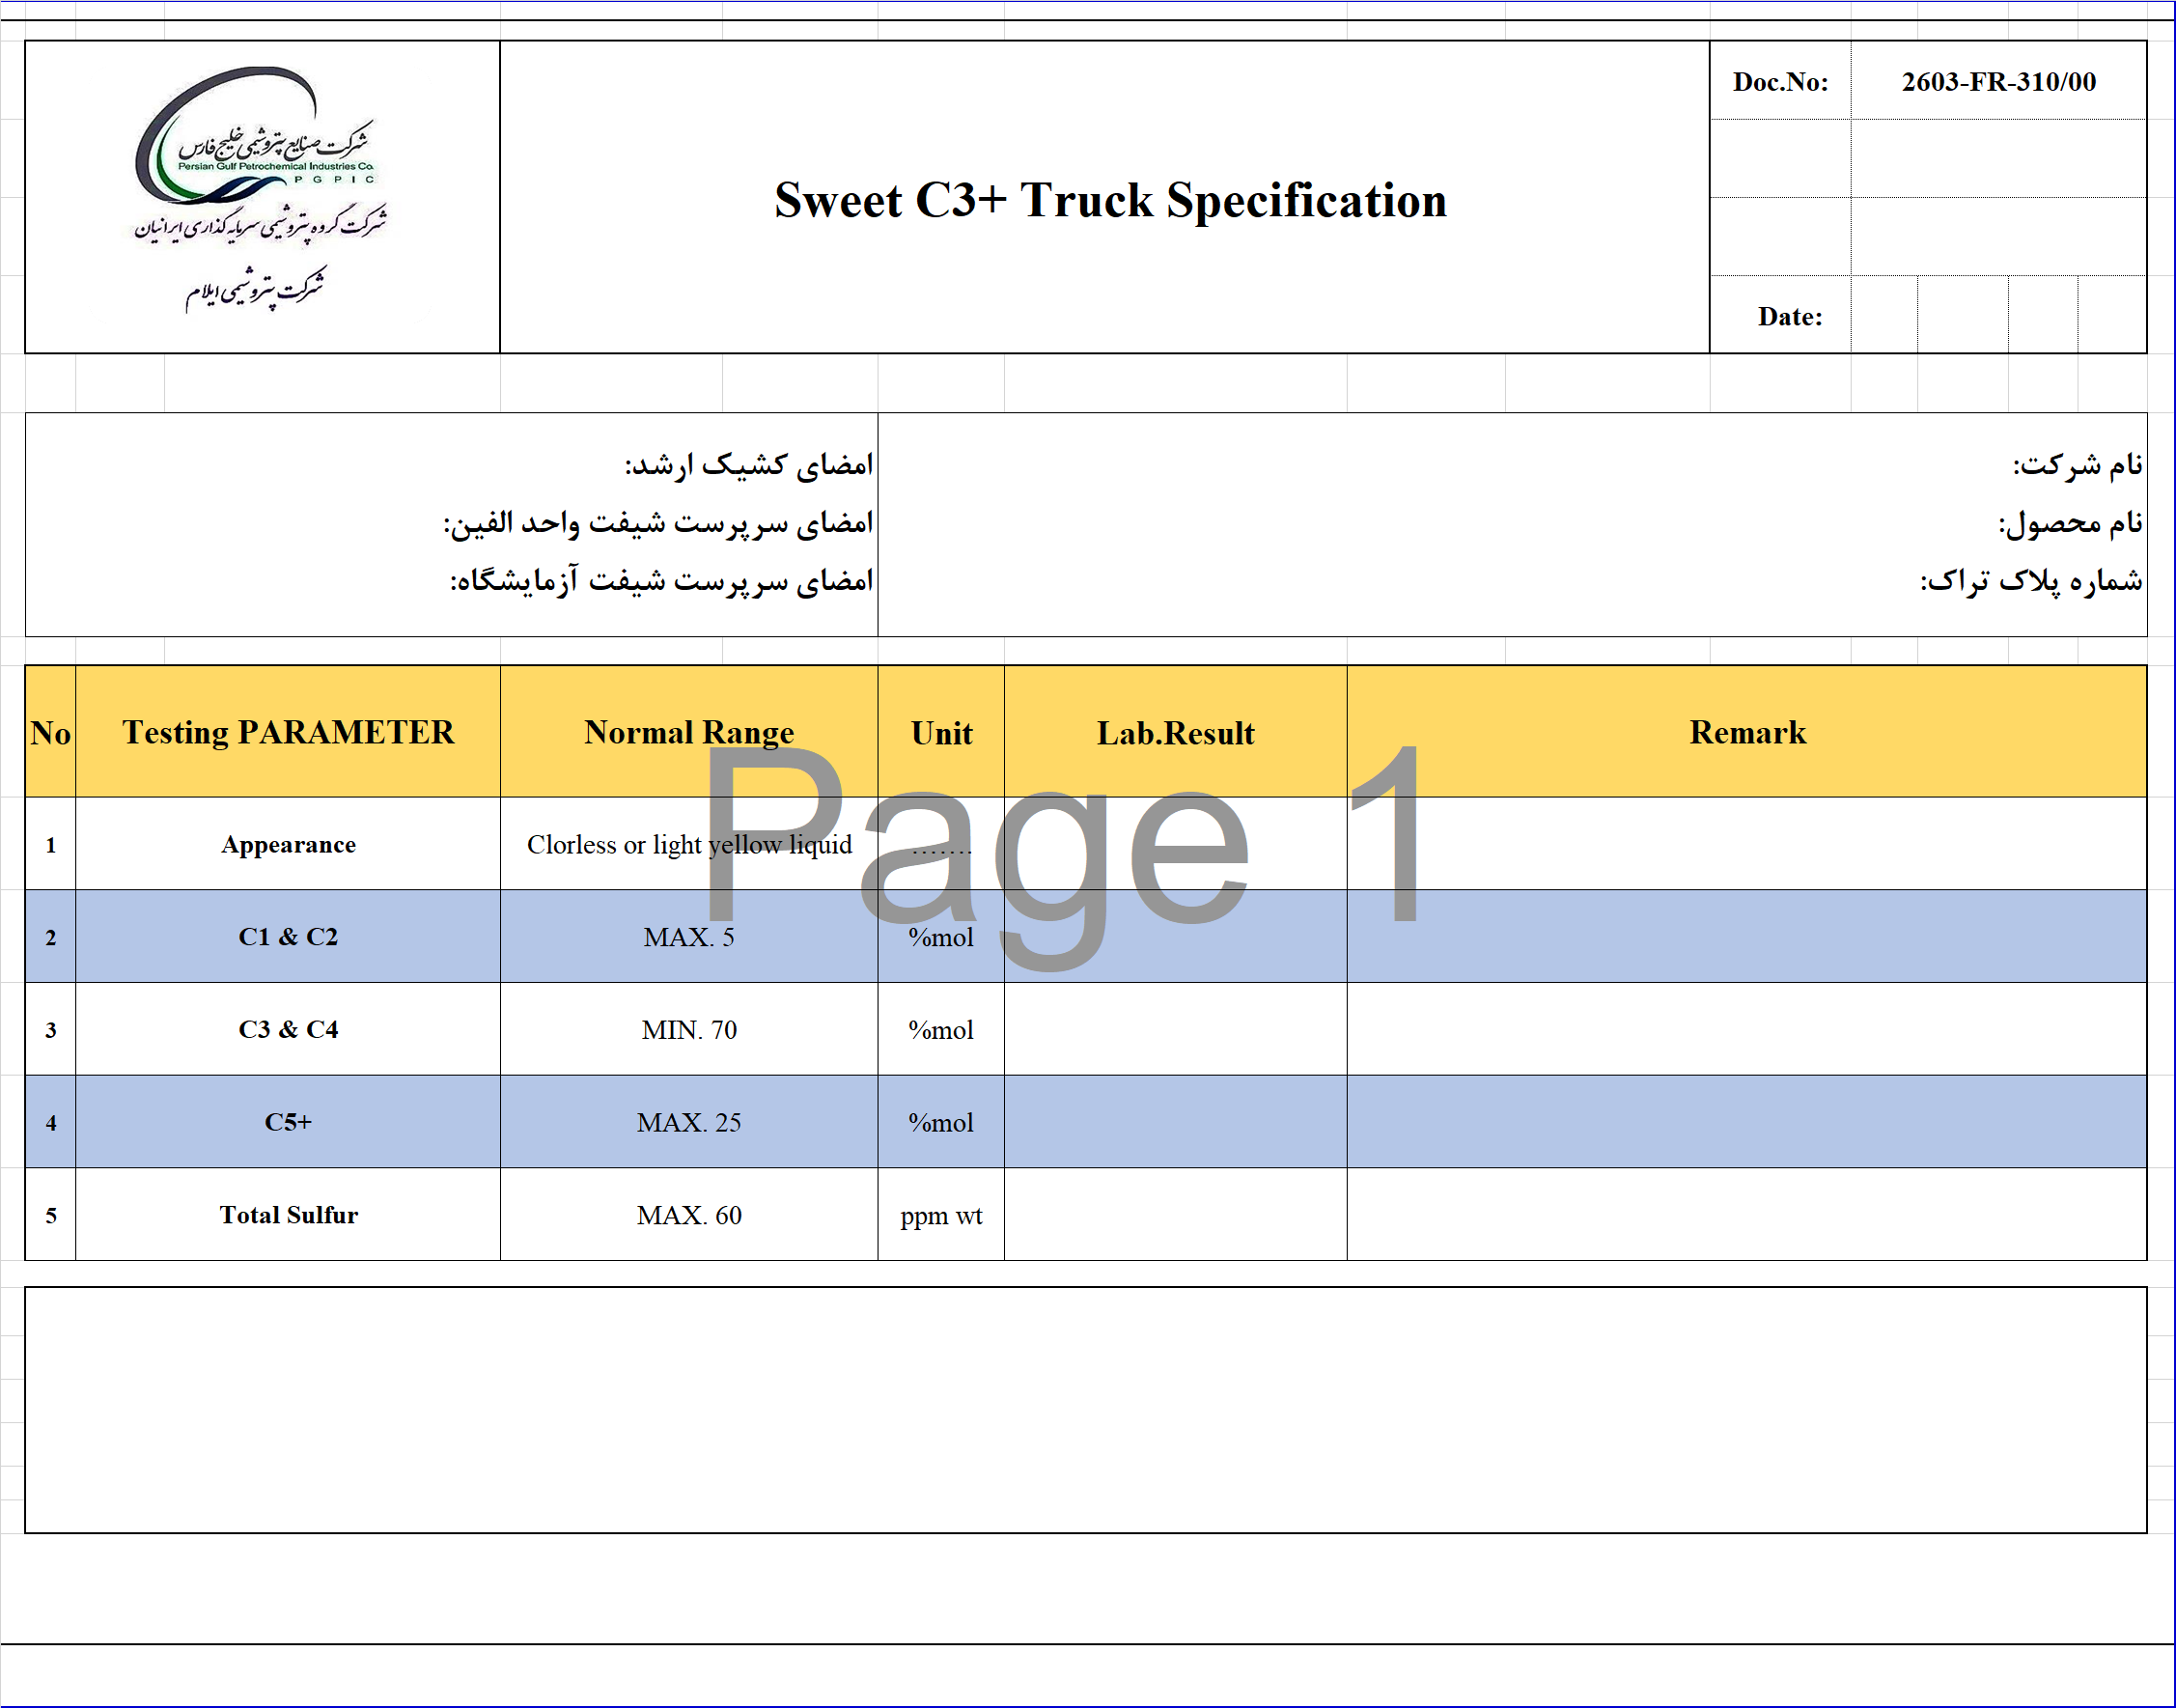 شرکت صنایع پتروشیمی خلیج فارس
Persian Gulf Petrochemical Industries Co.
P G P I C
شرکت گروه پتروشیمی سرمایه گذاری ایرانیان
شرکت پتروشیمی ایلام
Sweet C3+ Truck Specification
Doc.No: 2603-FR-310/00
Date:
نام شرکت:
نام محصول:
شماره پلاک تراک:
امضای کشیک ارشد:
امضای سرپرست شیفت واحد الفین:
امضای سرپرست شیفت آزمایشگاه:
No Testing PARAMETER Normal Range Unit Lab.Result Remark
1 Appearance Clorless or light yellow liquid .......
2 C1 & C2 MAX. 5 %mol
3 C3 & C4 MIN. 70 %mol
4 C5+ MAX. 25 %mol
5 Total Sulfur MAX. 60 ppm wt
Page 1